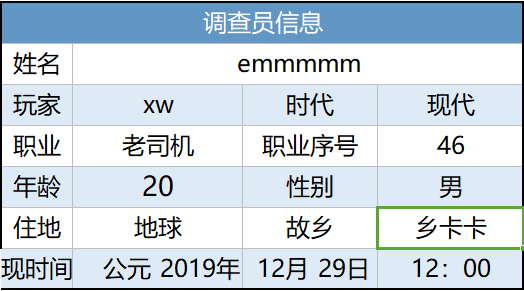 调查员信息
姓名 emmmmm
玩家 xw 时代 现代
职业 老司机 职业序号 46
年龄 20 性别 男
住地 地球 故乡 乡卡卡
现时间 公元 2019年 12月 29日 12：00